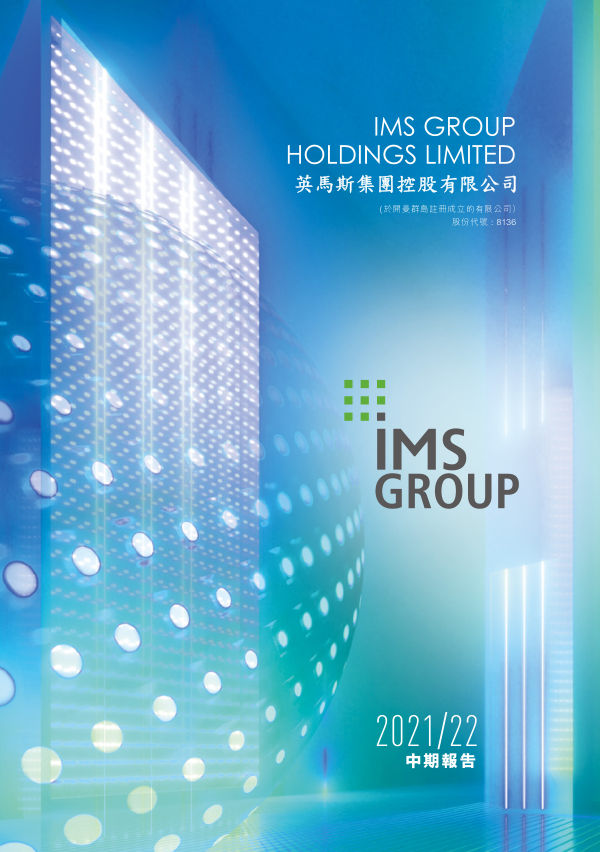 IMS GROUP
HOLDINGS LIMITED
英馬斯集團控股有限公司
(於開曼群島註冊成立的有限公司)
股份代號：8136
IMS
GROUP
2021/22
中期報告